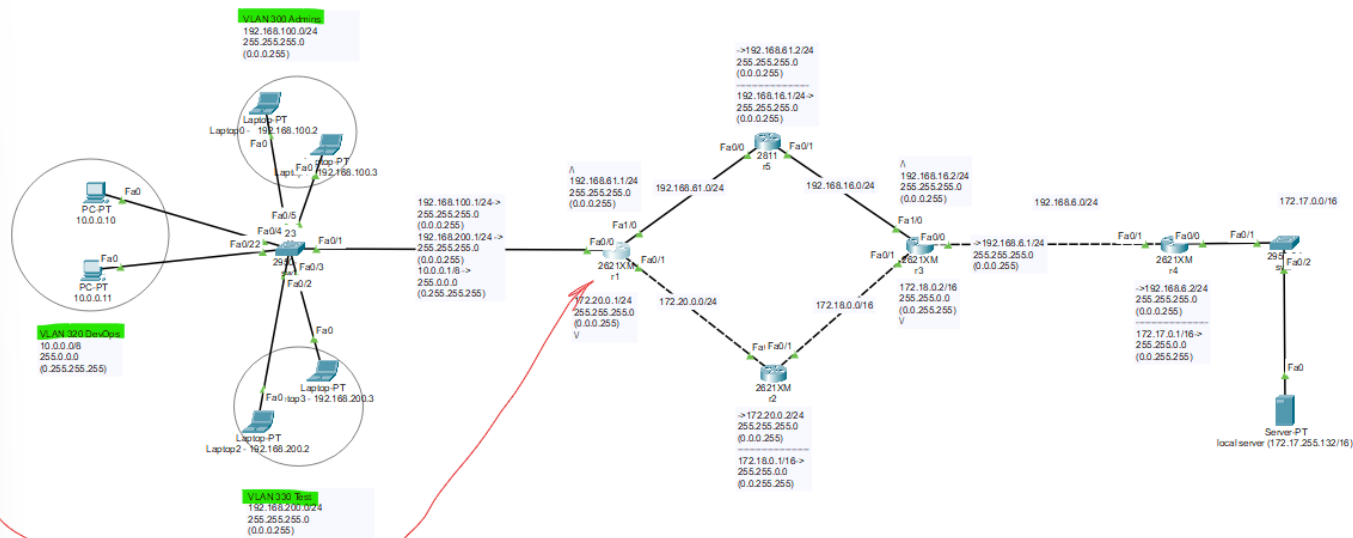 VLAN 300 Admins
192.168.100.0/24
255.255.255.0
(0.0.0.255)
Laptop-PT
Laptop0 - 192.168.100.2
Fa0
Fa0
192.168.100.3
Fa0/5
Fa0
PC-PT
10.0.0.10
Fa0
PC-PT
10.0.0.11
Fa0/4
23
Fa0/22
Fa0/1
Fa0/3
Fa0/2
VLAN 320 DevOps
10.0.0.0/8
255.0.0.0
(0.255.255.255)
Fa0
Laptop-PT
192.168.200.3
Fa0
Laptop-PT
Laptop2 - 192.168.200.2
VLAN 330 Test
192.168.200.0/24
255.255.255.0
(0.0.0.255)
192.168.100.1/24->
255.255.255.0
(0.0.0.255)
192.168.200.1/24->
255.255.255.0
(0.0.0.255)
10.0.0.1/8->
255.0.0.0
(0.255.255.255)
/\
192.168.61.1/24
255.255.255.0
(0.0.0.255)
Fa1/0
Fa0/0
2621XM
r1
Fa0/1
172.20.0.1/24
255.255.255.0
(0.0.0.255)
\/
192.168.61.0/24
172.20.0.0/24
->192.168.61.2/24
255.255.255.0
(0.0.0.255)
192.168.16.1/24->
255.255.255.0
(0.0.0.255)
Fa0/0
Fa0/1
2811
r5
192.168.16.0/24
172.18.0.0/16
Fa0/1
2621XM
r2
->172.20.0.2/24
255.255.255.0
(0.0.0.255)
172.18.0.1/16->
255.255.0.0
(0.0.255.255)
/\
192.168.16.2/24
255.255.255.0
(0.0.0.255)
Fa1/0
Fa0/0
Fa0/1
2621XM
r3
172.18.0.2/16
255.255.0.0
(0.0.255.255)
\/
192.168.6.0/24
->192.168.6.1/24
255.255.255.0
(0.0.0.255)
Fa0/1
Fa0/0
2621XM
r4
->192.168.6.2/24
255.255.255.0
(0.0.0.255)
172.17.0.1/16->
255.255.0.0
(0.0.255.255)
172.17.0.0/16
Fa0/1
Fa0/2
Fa0
Server-PT
local server (172.17.255.132/16)